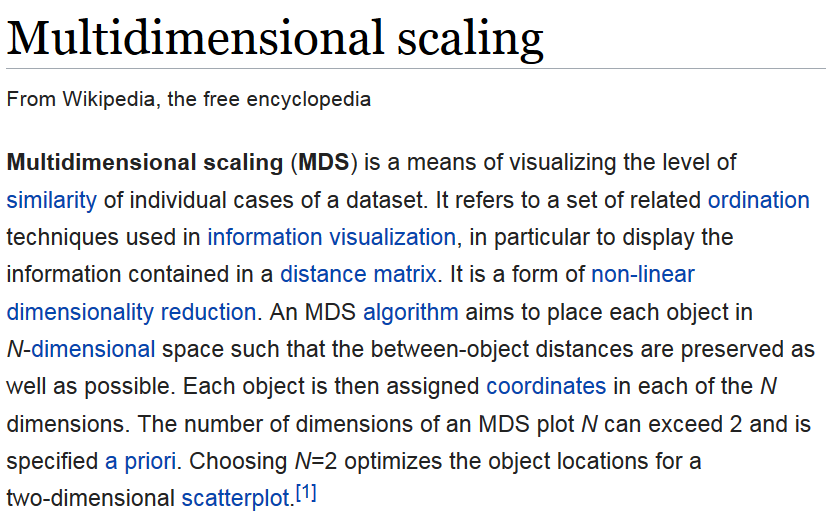 Multidimensional scaling
From Wikipedia, the free encyclopedia
Multidimensional scaling (MDS) is a means of visualizing the level of
similarity of individual cases of a dataset. It refers to a set of related ordination
techniques used in information visualization, in particular to display the
information contained in a distance matrix. It is a form of non-linear
dimensionality reduction. An MDS algorithm aims to place each object in
N-dimensional space such that the between-object distances are preserved as
well as possible. Each object is then assigned coordinates in each of the N
dimensions. The number of dimensions of an MDS plot N can exceed 2 and is
specified a priori. Choosing N=2 optimizes the object locations for a
two-dimensional scatterplot.[1]